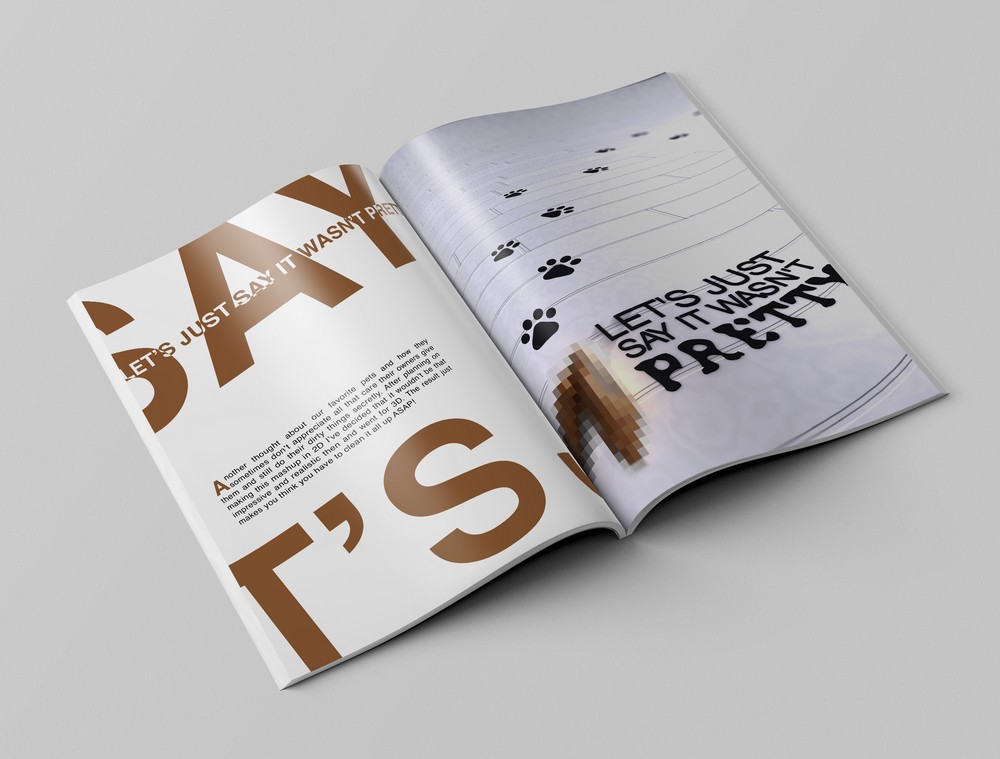 SAY
LET'S JUST SAY IT WASN'T PRETT
Another thought about our favorite pets and how they
sometimes don't appreciate all that care their owners give
them and still do their dirty things secretly. After planning on
making this mashup in 2D I've decided that it wouldn't be that
impressive and realistic then and went for 3D. The result just
makes you think you have to clean it all up ASAP!
T'S
LET'S JUST
SAY IT WASN'T
PRETTY